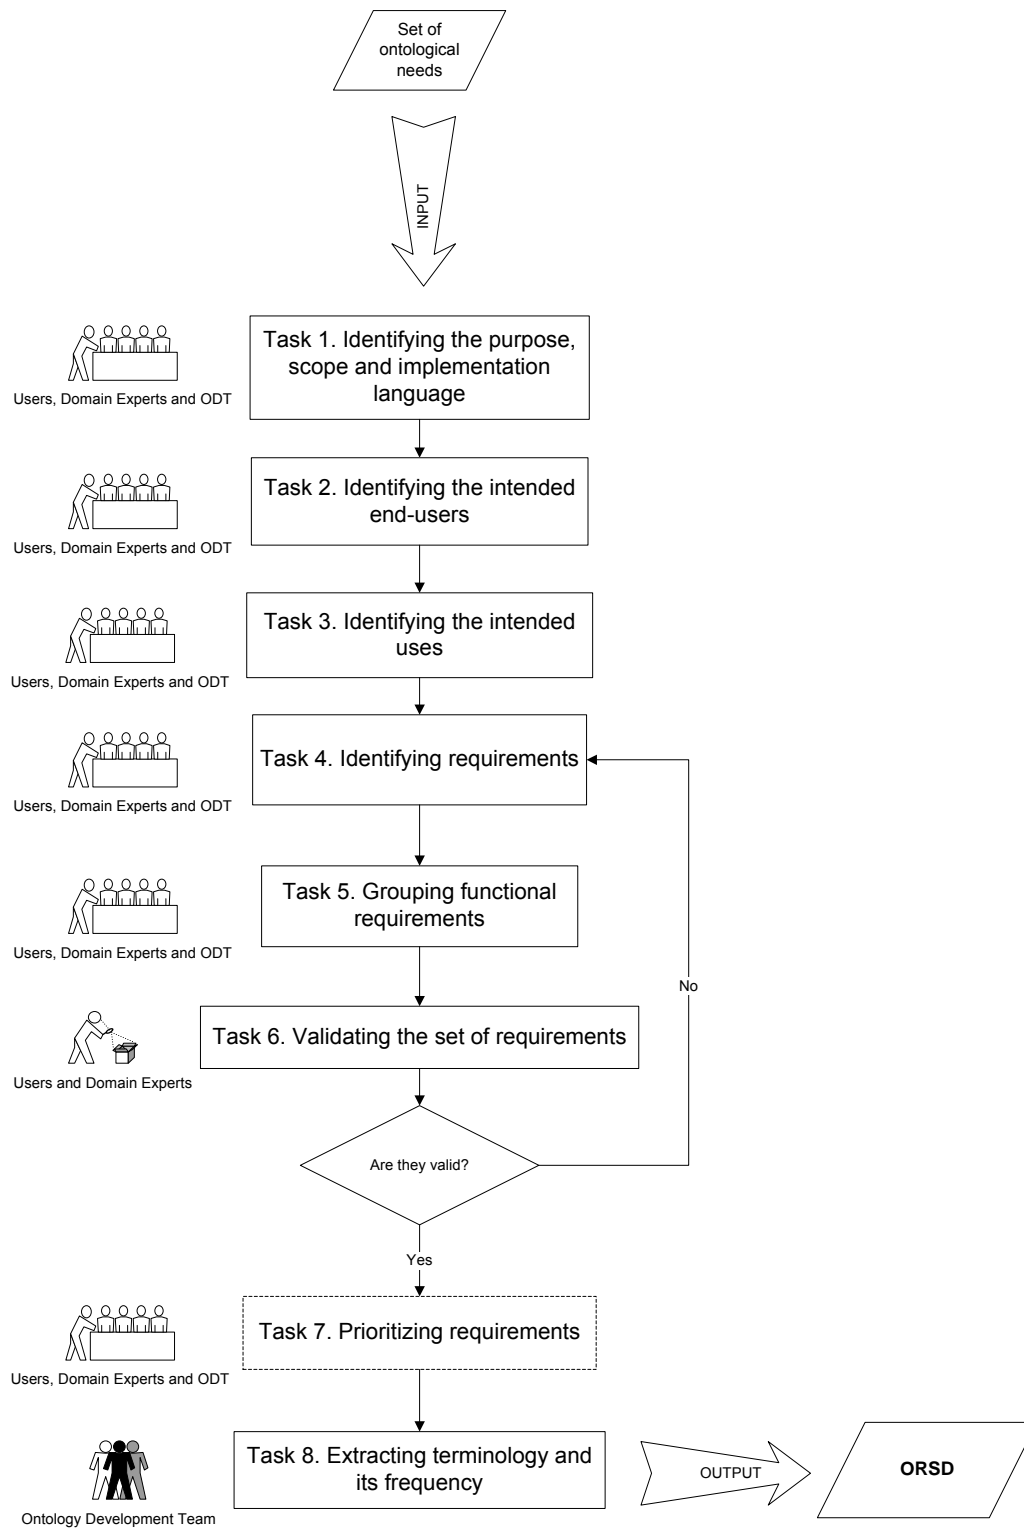 Set of
ontological
needs
INPUT
Task 1. Identifying the purpose,
scope and implementation
language
Users, Domain Experts and ODT
Task 2. Identifying the intended
end-users
Users, Domain Experts and ODT
Task 3. Identifying the intended
uses
Users, Domain Experts and ODT
Task 4. Identifying requirements
Users, Domain Experts and ODT
Task 5. Grouping functional
requirements
Users, Domain Experts and ODT
No
Task 6. Validating the set of requirements
Users and Domain Experts
Are they valid?
Yes
Task 7. Prioritizing requirements
Users, Domain Experts and ODT
Task 8. Extracting terminology and
its frequency
Ontology Development Team
OUTPUT
ORSD